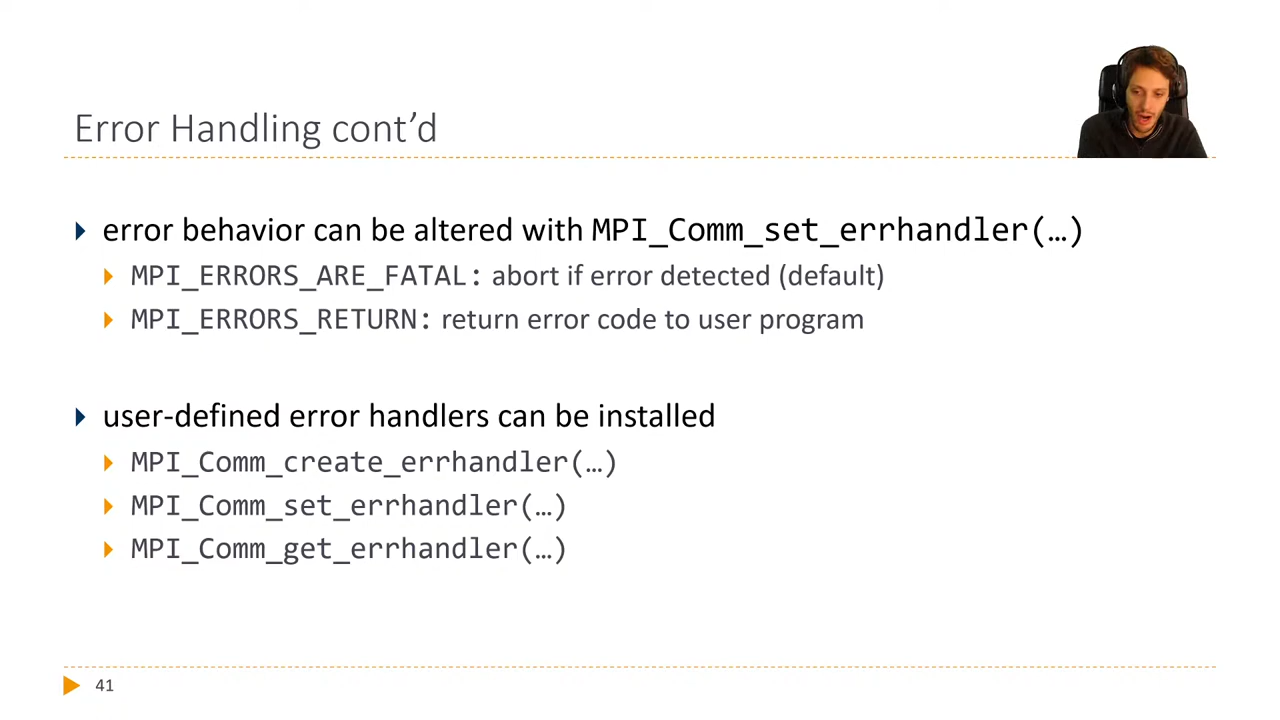 Error Handling cont’d
error behavior can be altered with MPI_Comm_set_errhandler(…)
MPI_ERRORS_ARE_FATAL: abort if error detected (default)
MPI_ERRORS_RETURN: return error code to user program
user-defined error handlers can be installed
MPI_Comm_create_errhandler(…)
MPI_Comm_set_errhandler(…)
MPI_Comm_get_errhandler(…)
41